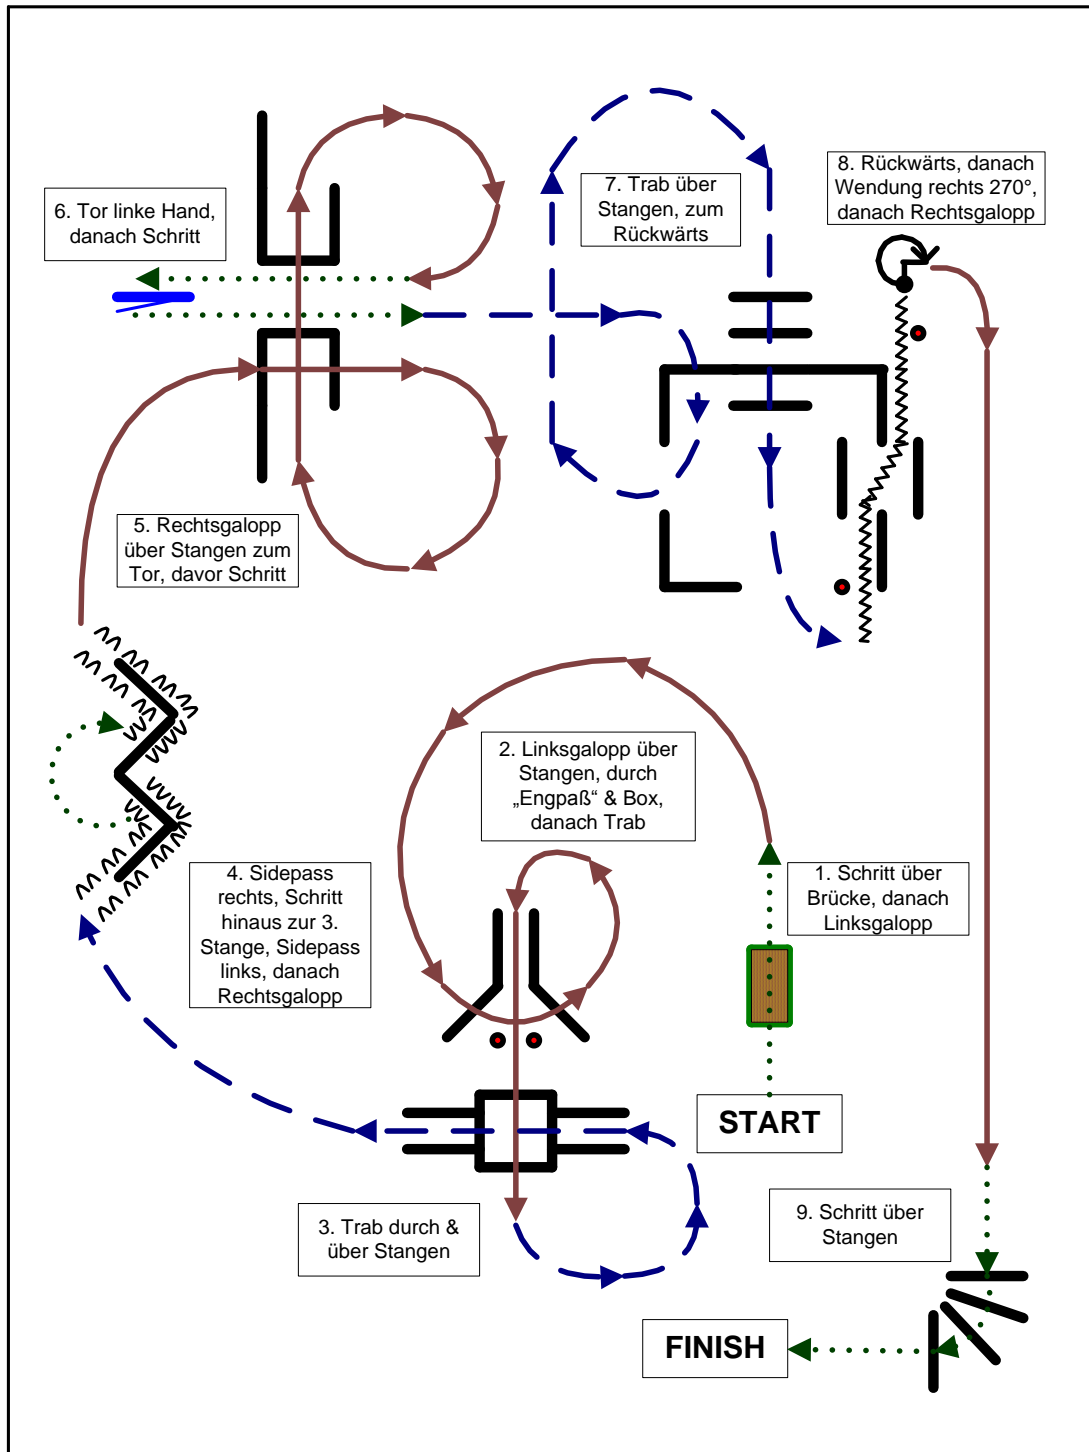 6. Tor linke Hand,
danach Schritt
7. Trab über
Stangen, zum
Rückwärts
8. Rückwärts, danach
Wendung rechts 270°,
danach Rechtsgalopp
5. Rechtsgalopp
über Stangen zum
Tor, davor Schritt
2. Linksgalopp über
Stangen, durch
„Engpaß“ & Box,
danach Trab
4. Sidepass
rechts, Schritt
hinaus zur 3.
Stange, Sidepass
links, danach
Rechtsgalopp
1. Schritt über
Brücke, danach
Linksgalopp
START
3. Trab durch &
über Stangen
9. Schritt über
Stangen
FINISH